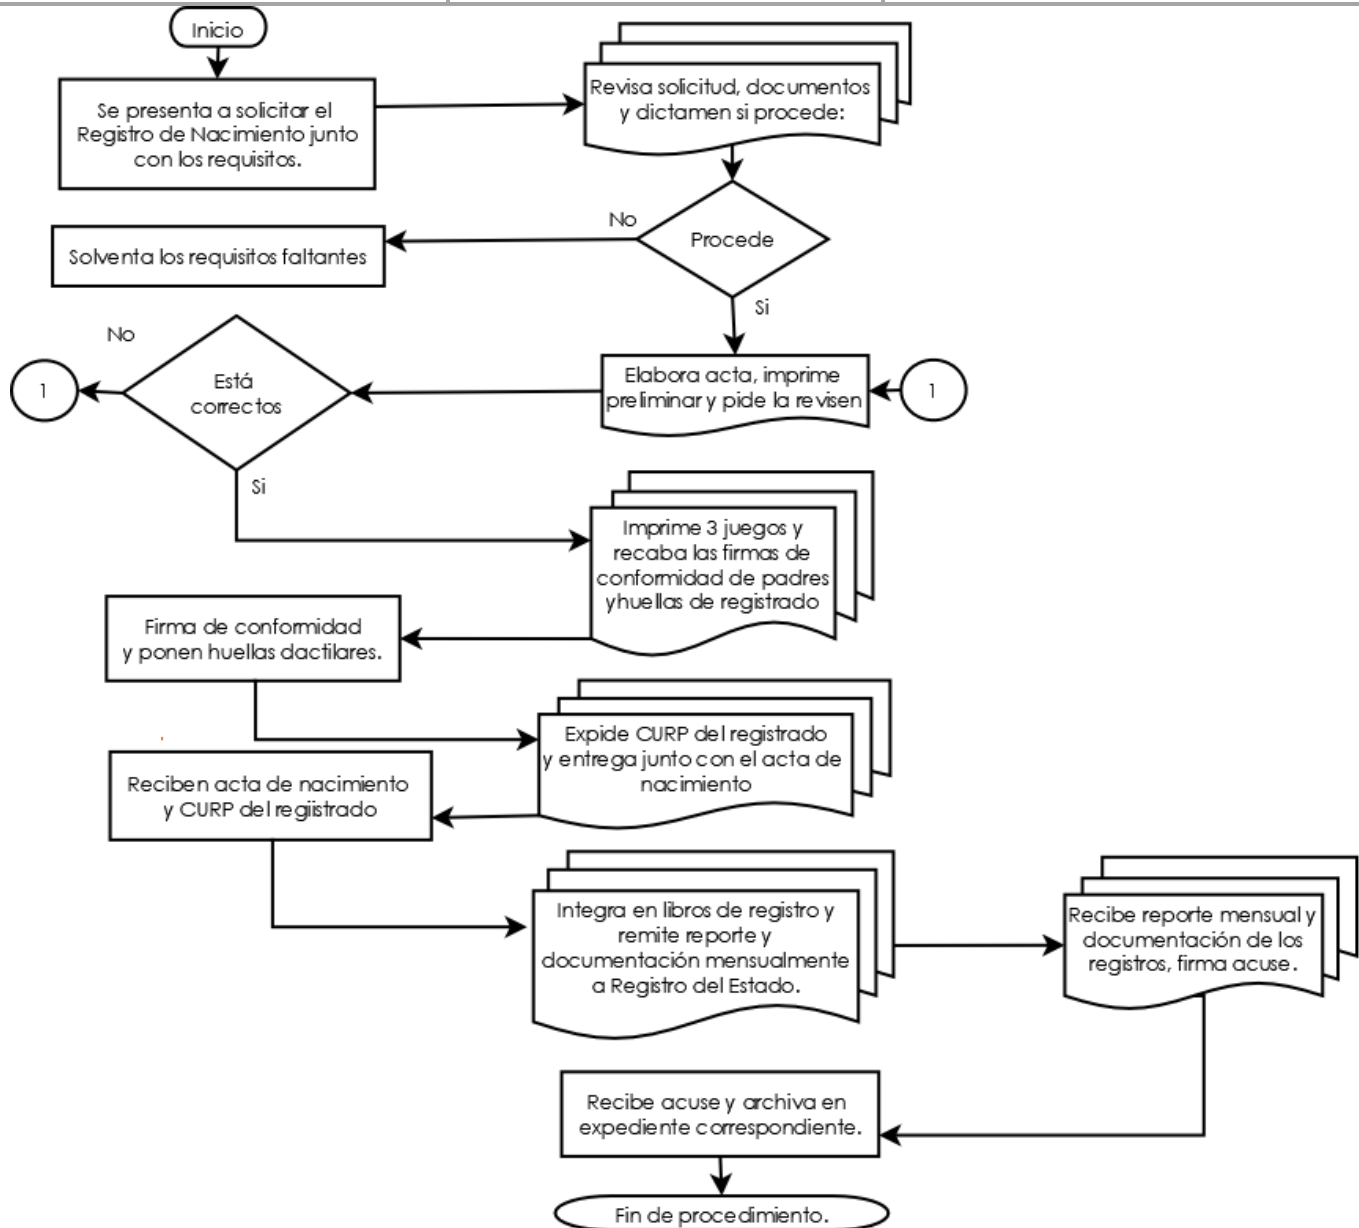 Inicio
Se presenta a solicitar el
Registro de Nacimiento junto
con los requisitos.
Revisa solicitud, documentos
y dictamen si procede:
Procede
No
Solventa los requisitos faltantes
Si
Elabora acta, imprime
preliminar y pide la revisen
1
Está
correctos
No
1
Si
Imprime 3 juegos y
recaba las firmas de
conformidad de padres
yhuellas de registrado
Firma de conformidad
y ponen huellas dactilares.
Expide CURP del registrado
y entrega junto con el acta de
nacimiento
Reciben acta de nacimiento
y CURP del regiistrado
Integra en libros de registro y
remite reporte y
documentación mensualmente
a Registro del Estado.
Recibe reporte mensual y
documentación de los
registros, firma acuse.
Recibe acuse y archiva en
expediente correspondiente.
Fin de procedimiento.